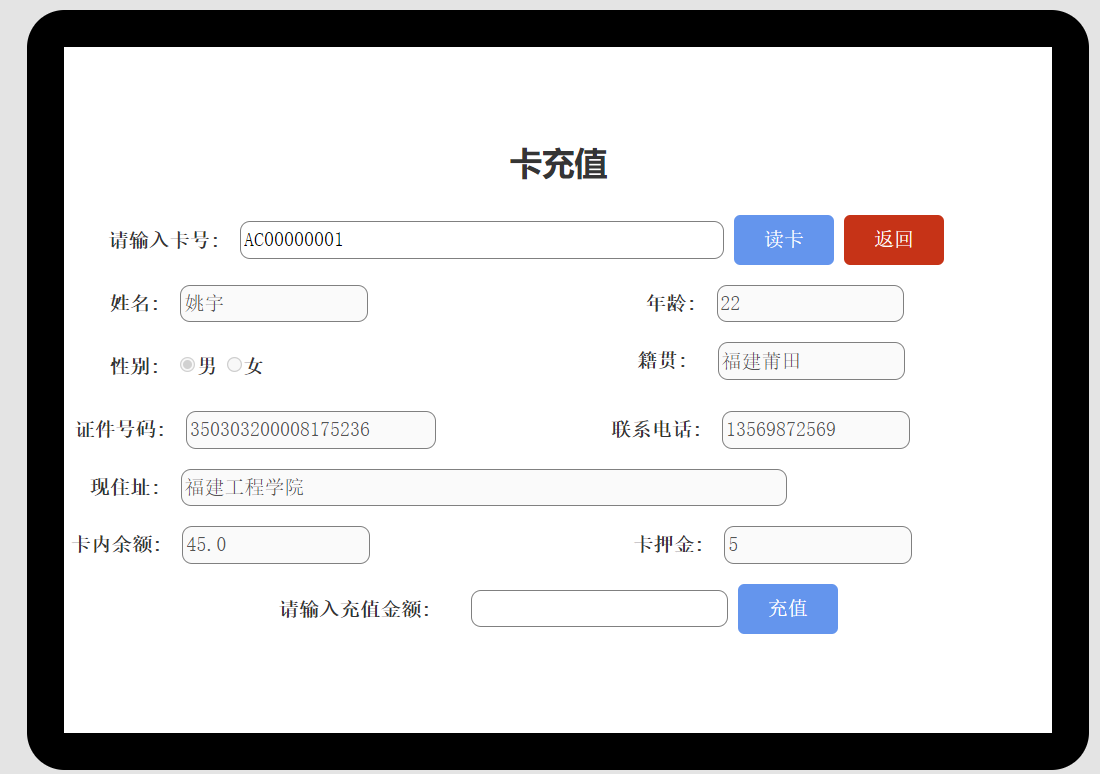 卡充值
请输入卡号： AC00000001 读卡 返回
姓名： 姚宇 年龄： 22
性别： 男 女 籍贯： 福建莆田
证件号码： 350303200008175236 联系电话： 13569872569
现住址： 福建工程学院
卡内余额： 45.0 卡押金： 5
请输入充值金额： 充值